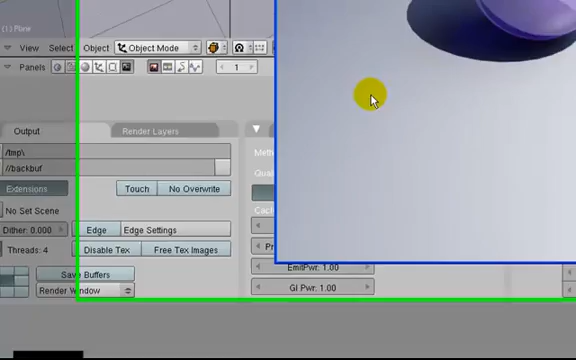 (1) Plane
View Select Object Object Mode
Panels 1
Output Render Layers
/tmp\
//backbuf
Extensions Touch No Overwrite
No Set Scene
Dither: 0.000 Edge Edge Settings
Threads: 4 Disable Tex Free Tex Images
Save Buffers EmitPwr: 1.00
Render Window GI Pwr: 1.00